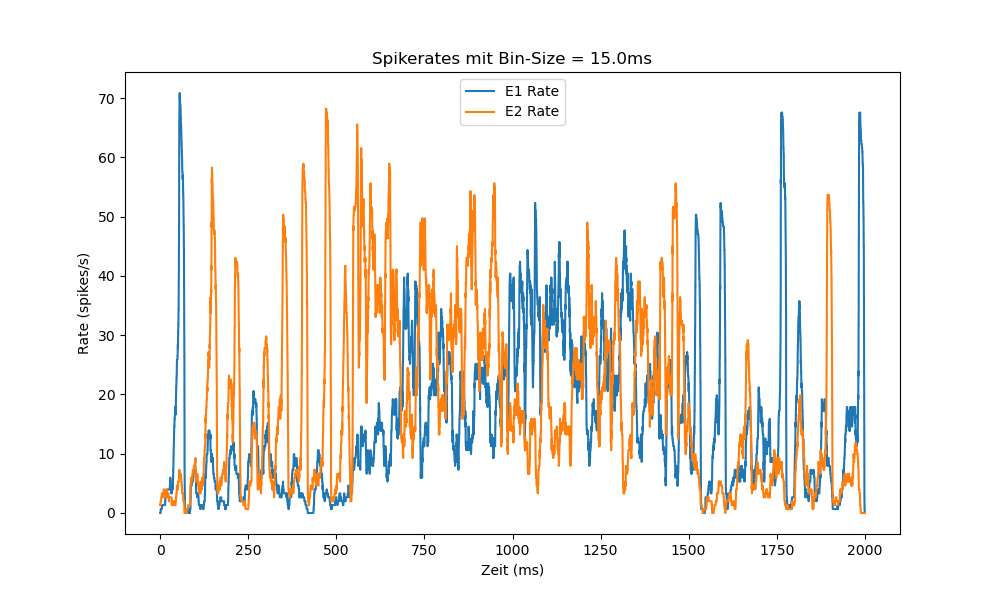 Spikerates mit Bin-Size = 15.0ms
E1 Rate
E2 Rate
70
60
50
40
30
20
10
0
Rate (spikes/s)
0 250 500 750 1000 1250 1500 1750 2000
Zeit (ms)